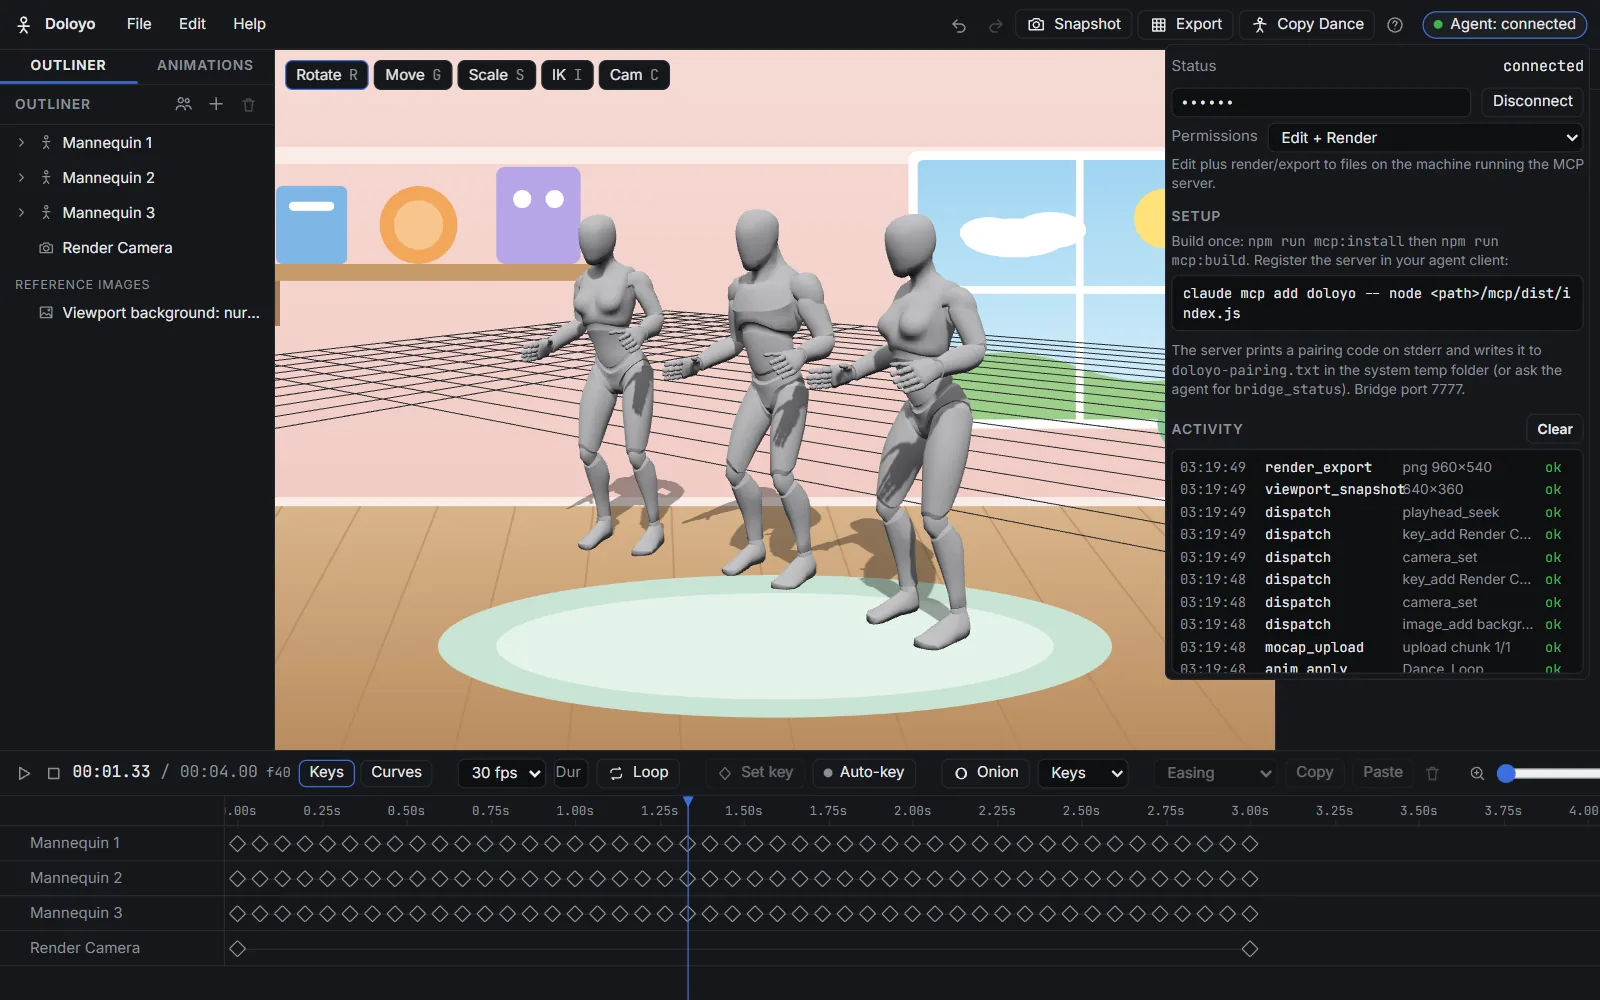 Doloyo File Edit Help
Snapshot Export Copy Dance Agent: connected
OUTLINER ANIMATIONS
OUTLINER
Mannequin 1
Mannequin 2
Mannequin 3
Render Camera
REFERENCE IMAGES
Viewport background: nur...
Rotate R Move G Scale S IK I Cam C
Status connected
•••••• Disconnect
Permissions Edit + Render
Edit plus render/export to files on the machine running the MCP
server.
SETUP
Build once: npm run mcp:install then npm run
mcp:build. Register the server in your agent client:
claude mcp add doloyo -- node <path>/mcp/dist/i
ndex.js
The server prints a pairing code on stderr and writes it to
doloyo-pairing.txt in the system temp folder (or ask the
agent for bridge_status). Bridge port 7777.
ACTIVITY Clear
03:19:49 render_export png 960×540 ok
03:19:49 viewport_snapshot 640×360 ok
03:19:49 dispatch playhead_seek ok
03:19:49 dispatch key_add Render C... ok
03:19:49 dispatch camera_set ok
03:19:48 dispatch key_add Render C... ok
03:19:48 dispatch camera_set ok
03:19:48 dispatch image_add backgr... ok
03:19:48 mocap_upload upload chunk 1/1 ok
03:19:48 anim_apply Dance_Loop ok
00:01.33 / 00:04.00 f40 Keys Curves 30 fps Dur Loop Set key Auto-key Onion Keys Easing Copy Paste
.00s 0.25s 0.50s 0.75s 1.00s 1.25s 1.50s 1.75s 2.00s 2.25s 2.50s 2.75s 3.00s 3.25s 3.50s 3.75s 4.00
Mannequin 1
Mannequin 2
Mannequin 3
Render Camera